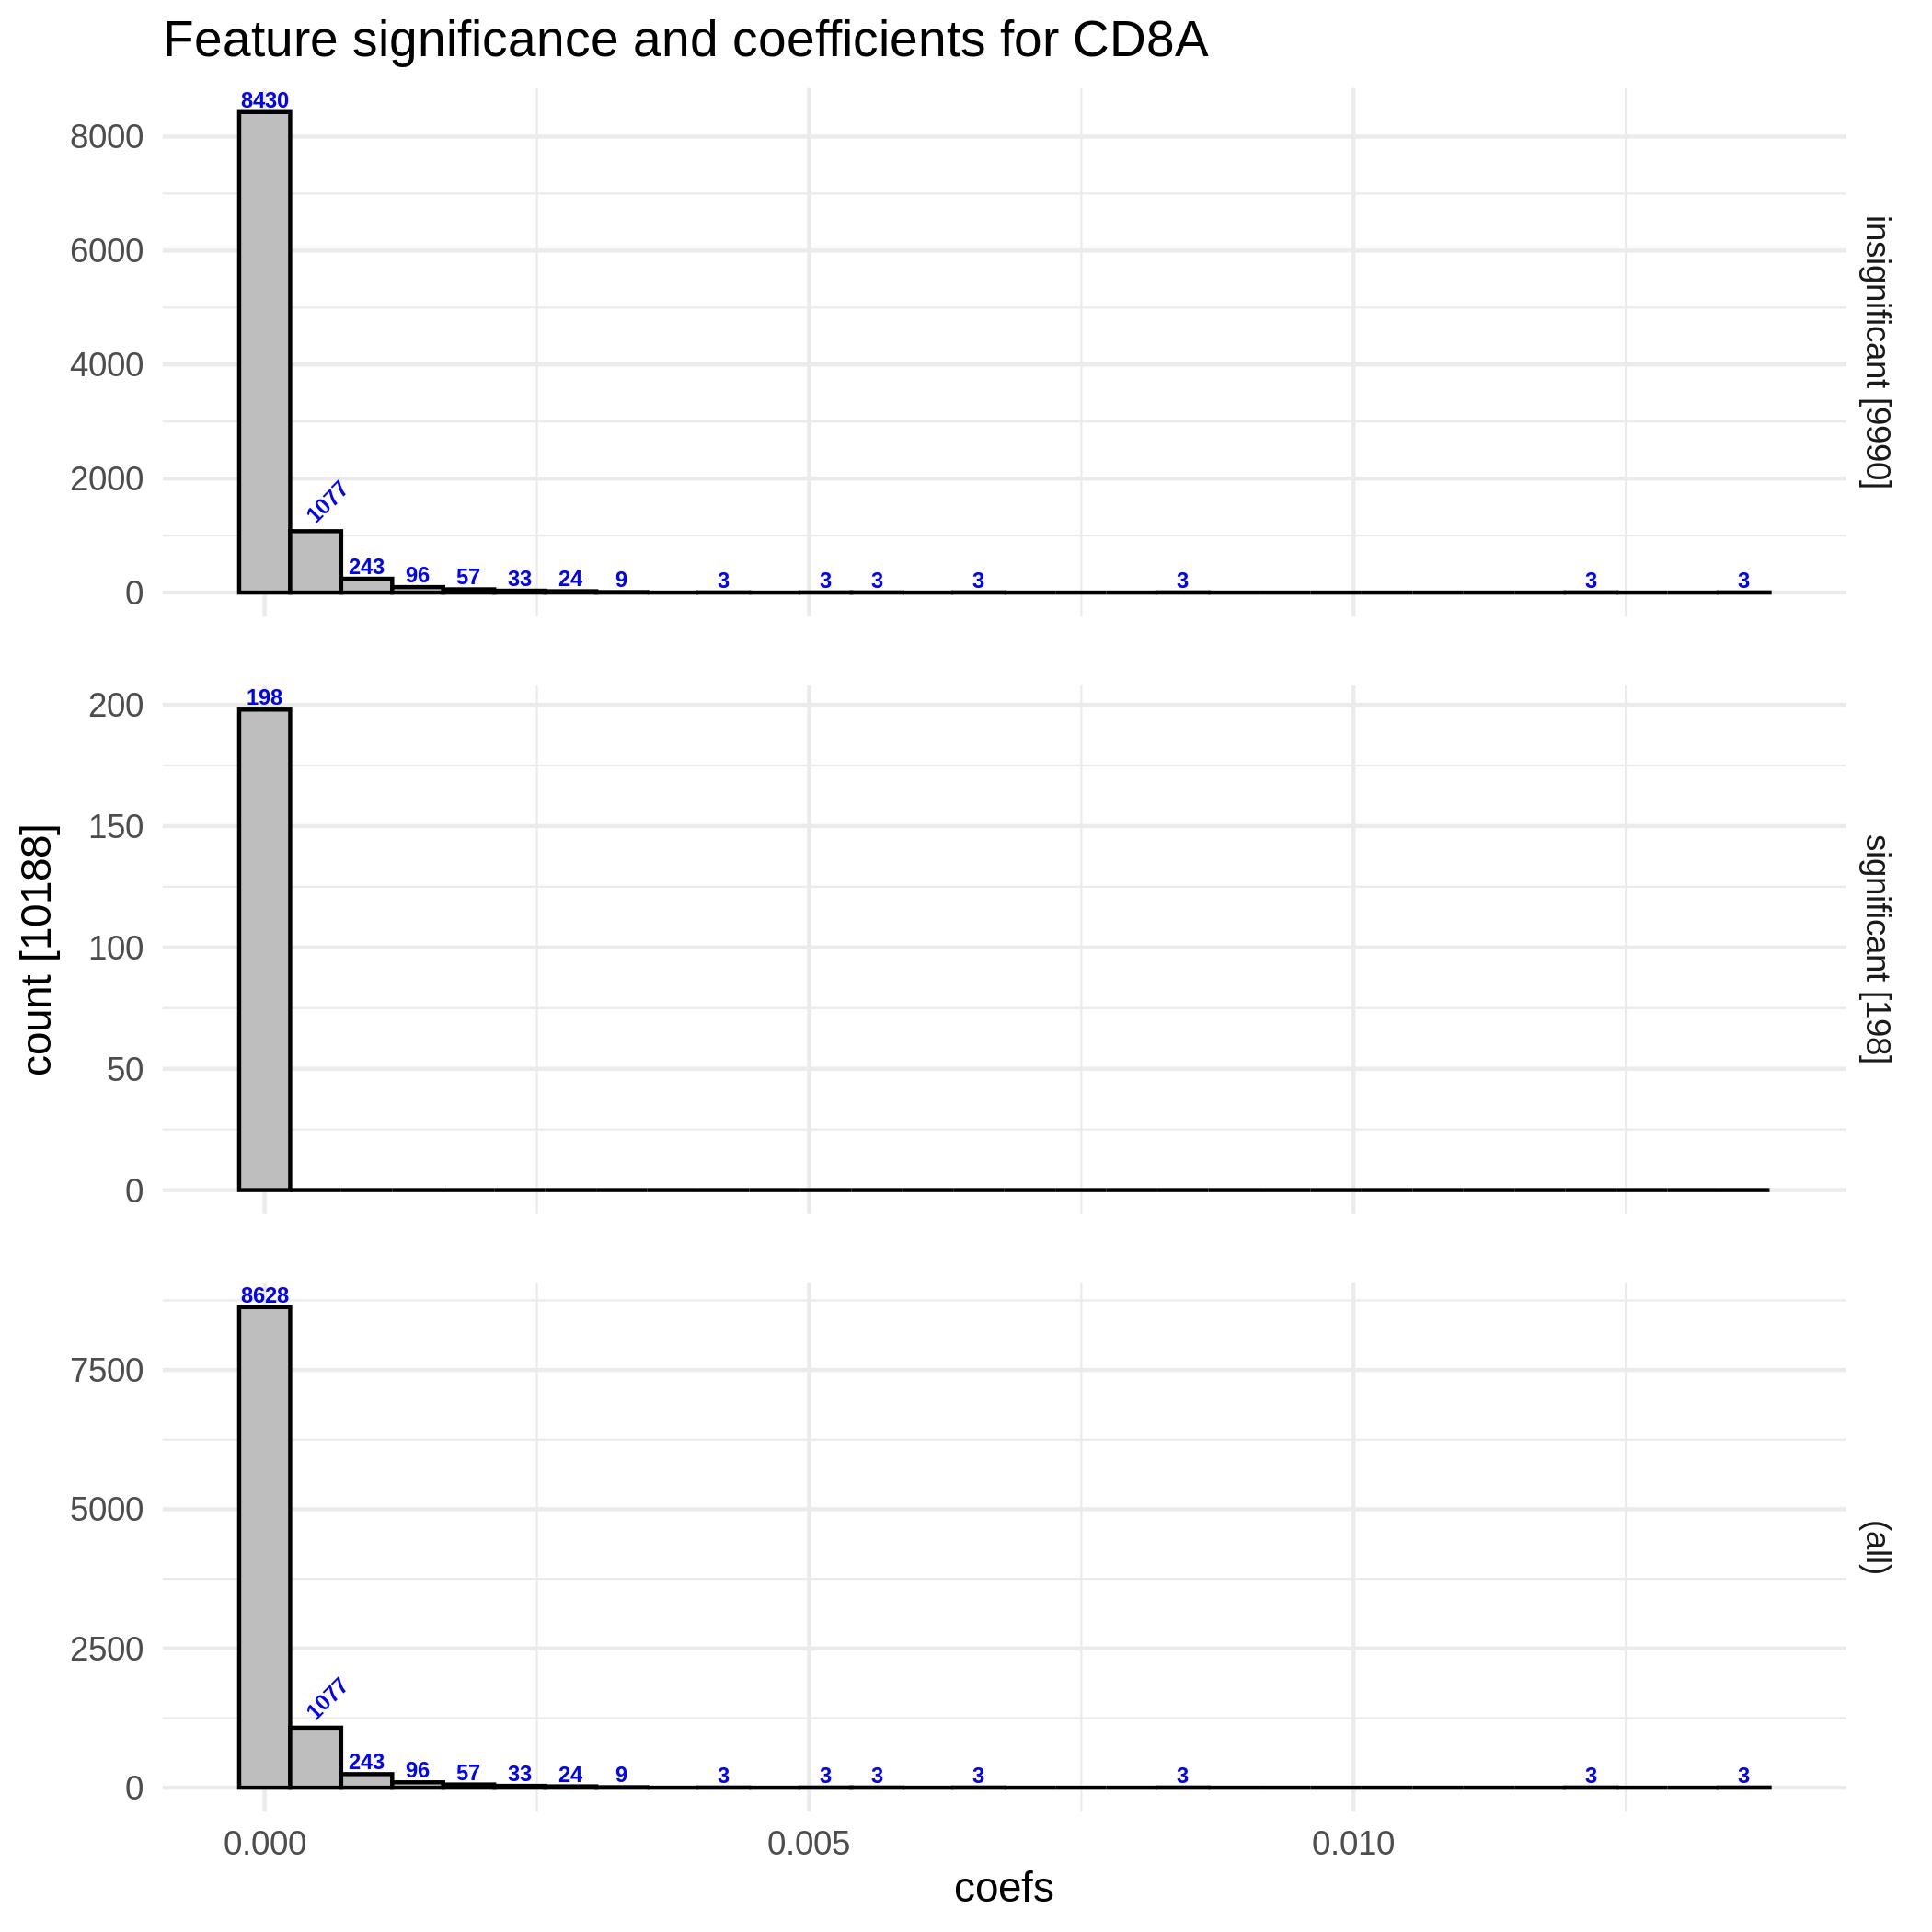 Feature significance and coefficients for CD8A
8430
8000
6000
4000
2000
0
1077
243 96 57 33 24 9 3 3 3 3 3 3 3
insignificant [9990]
198
200
150
100
50
0
significant [198]
count [10188]
8628
7500
5000
2500
0
1077
243 96 57 33 24 9 3 3 3 3 3 3 3
(all)
0.000 0.005 0.010
coefs